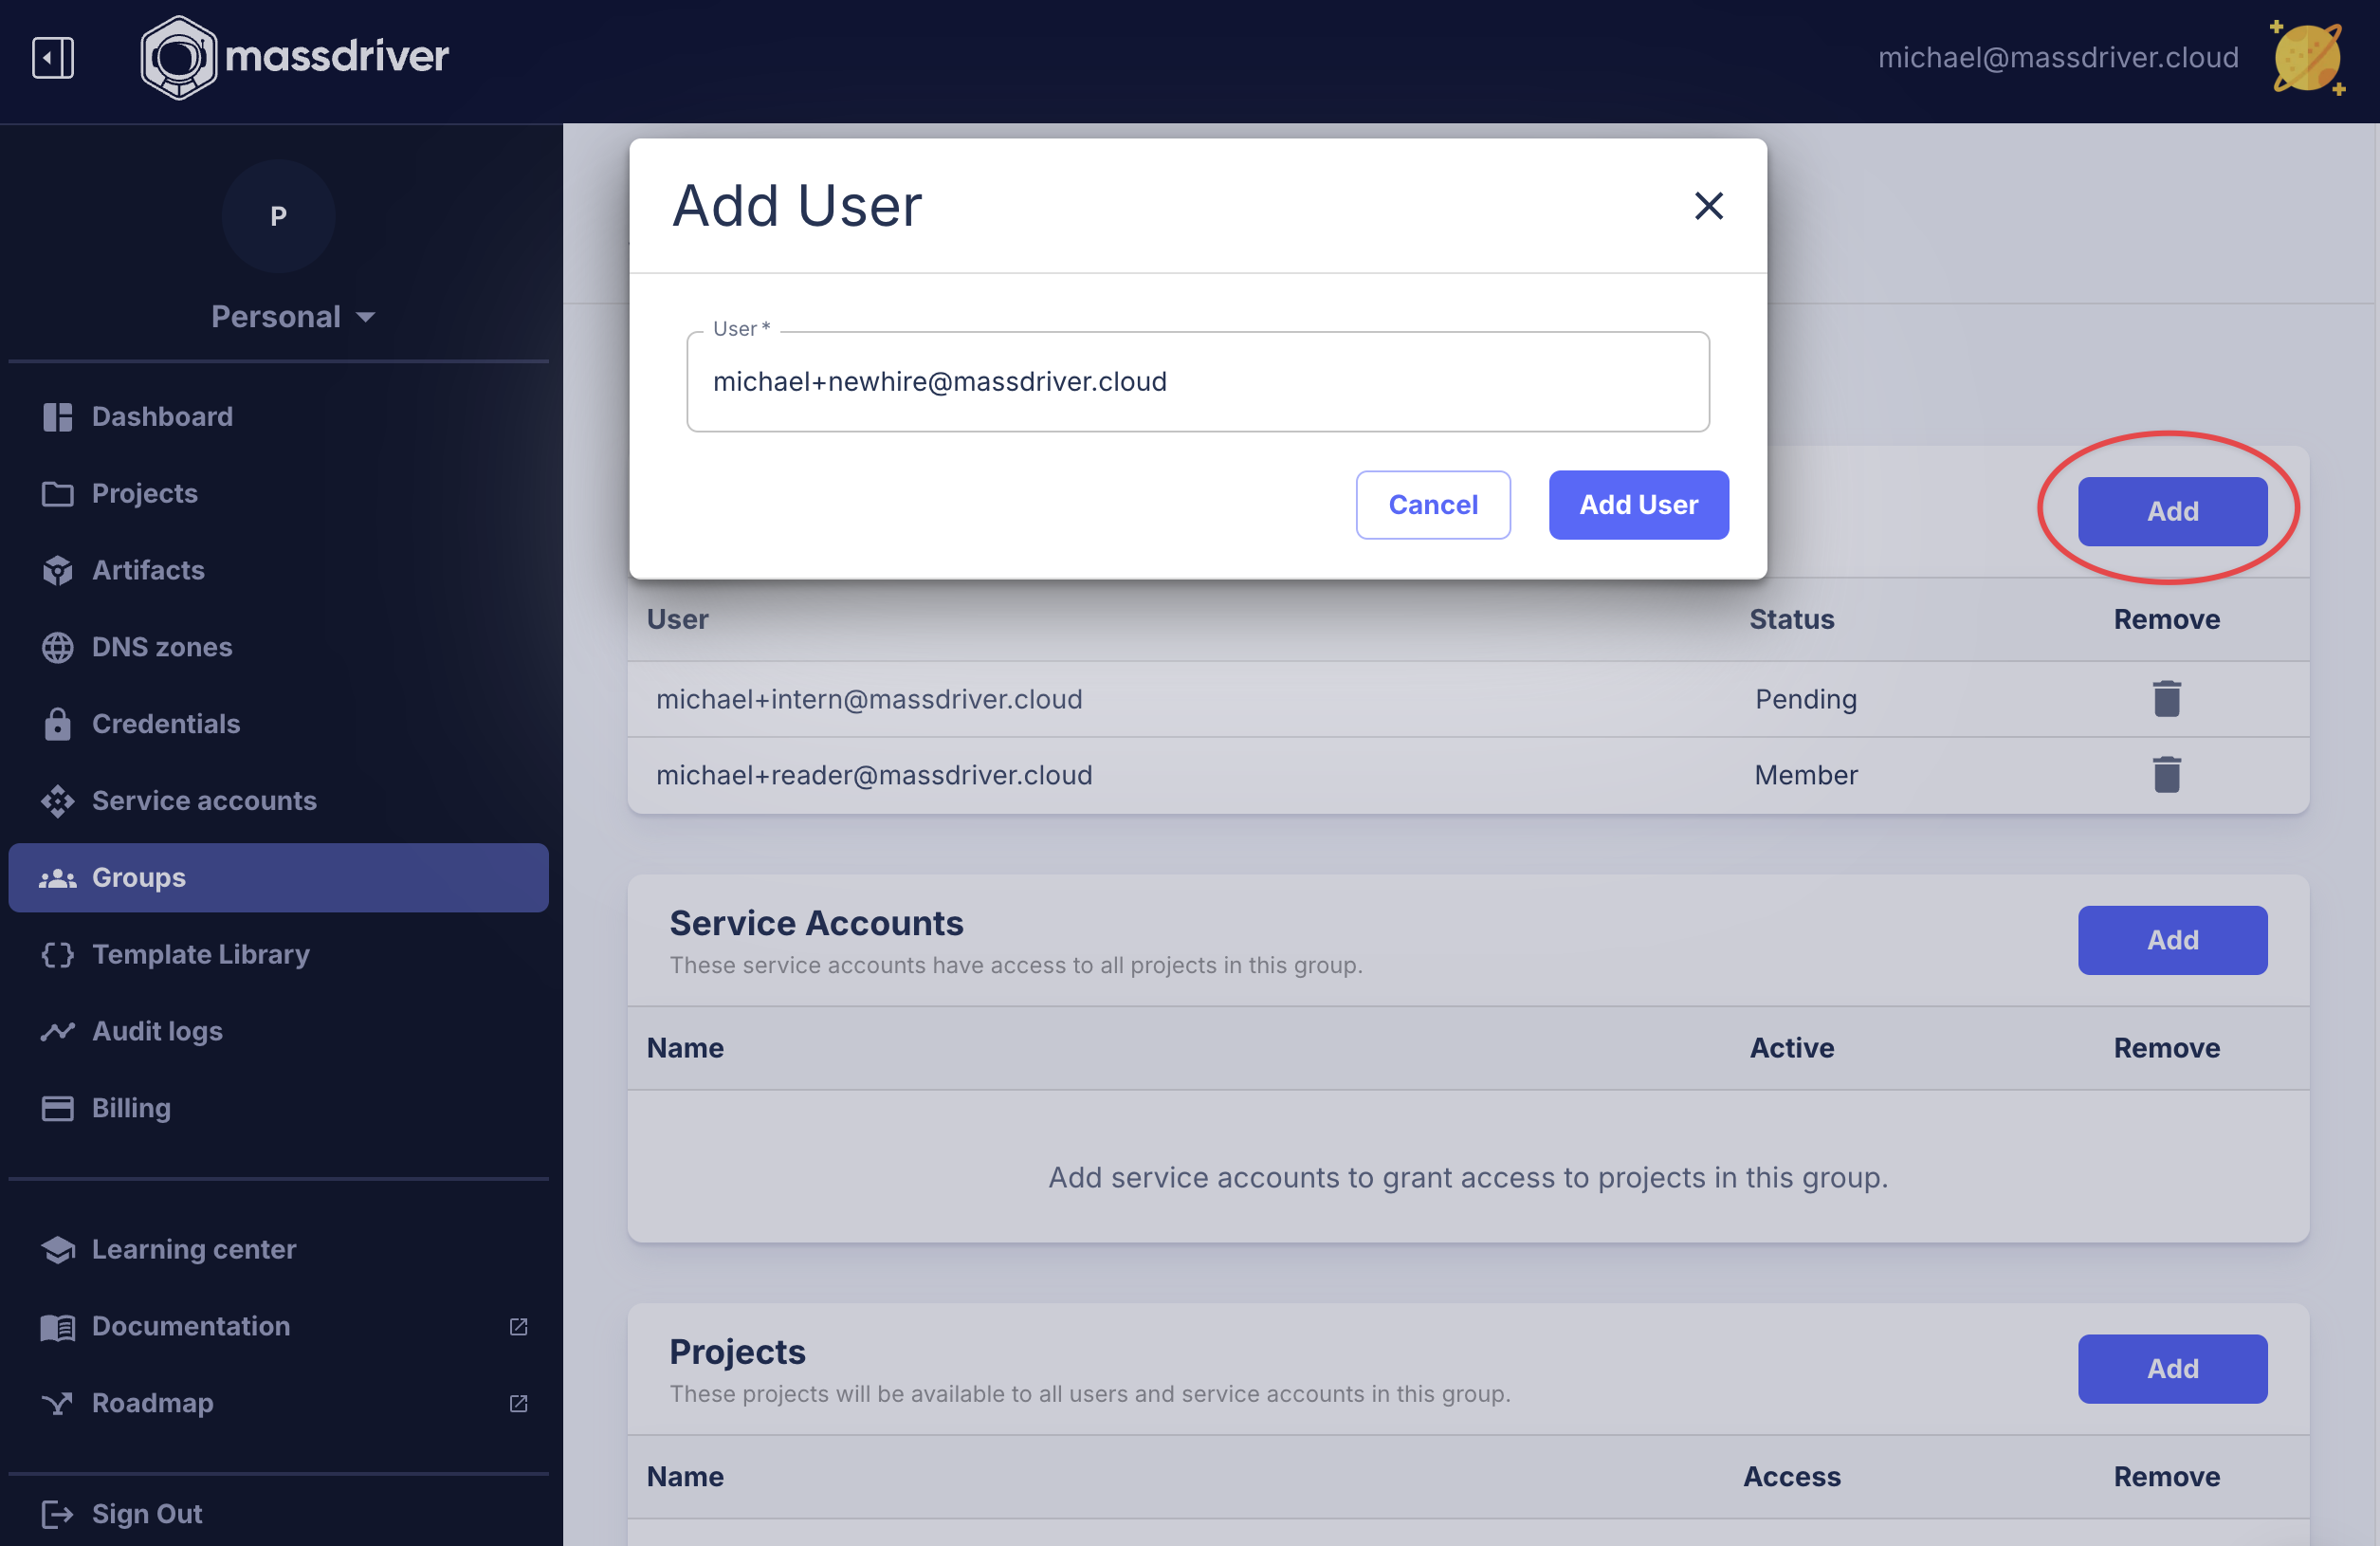 massdriver
michael@massdriver.cloud
P
Personal
Dashboard
Projects
Artifacts
DNS zones
Credentials
Service accounts
Groups
Template Library
Audit logs
Billing
Learning center
Documentation
Roadmap
Sign Out
Add User
User *
michael+newhire@massdriver.cloud
Cancel
Add User
Add
User Status Remove
michael+intern@massdriver.cloud Pending
michael+reader@massdriver.cloud Member
Service Accounts
These service accounts have access to all projects in this group.
Add
Name Active Remove
Add service accounts to grant access to projects in this group.
Projects
These projects will be available to all users and service accounts in this group.
Add
Name Access Remove